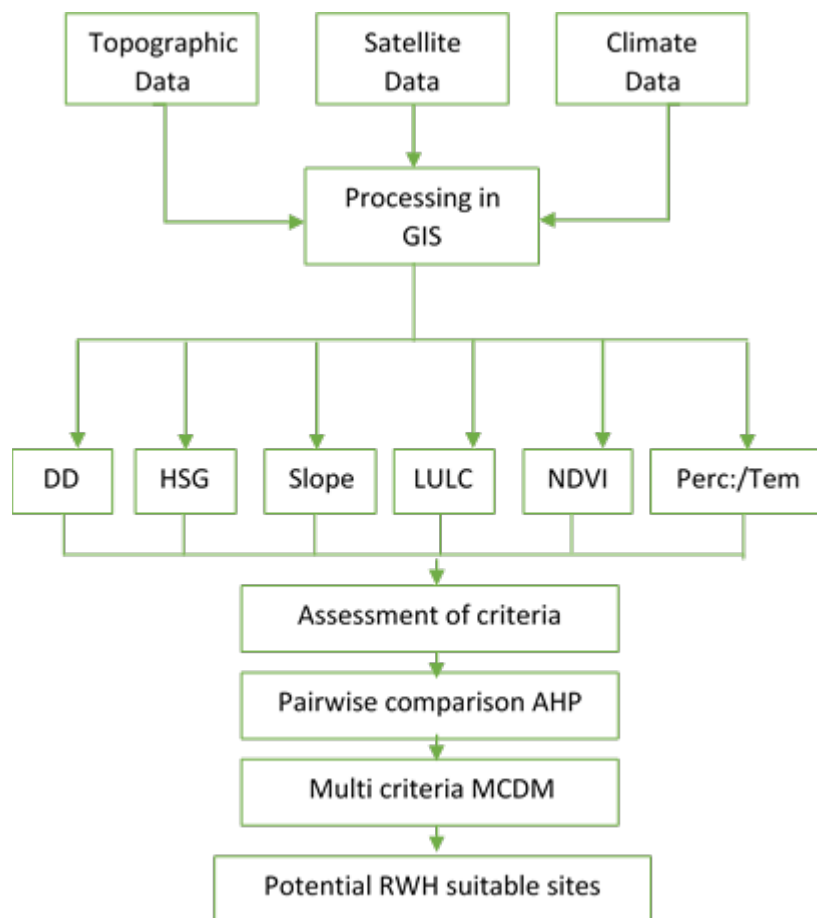 Topographic
Data
Satellite
Data
Climate
Data
Processing in
GIS
DD
HSG
Slope
LULC
NDVI
Perc:/Tem
Assessment of criteria
Pairwise comparison AHP
Multi criteria MCDM
Potential RWH suitable sites